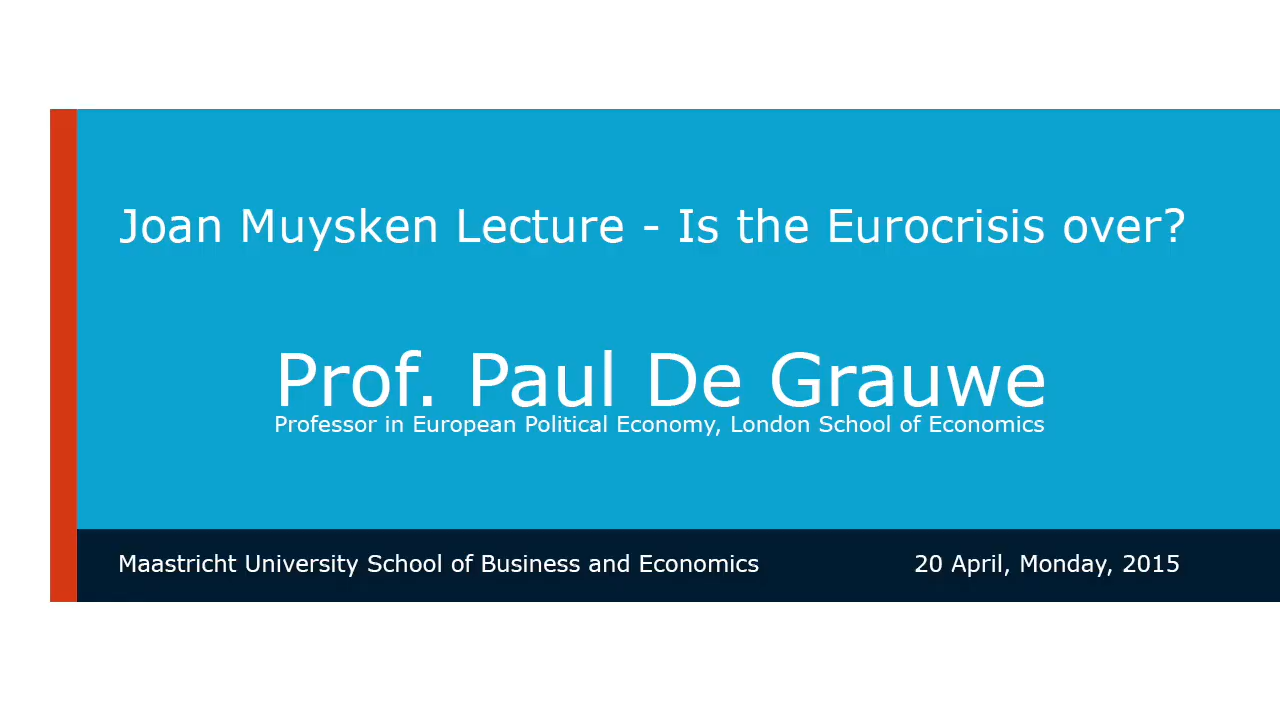 Joan Muysken Lecture - Is the Eurocrisis over?
Prof. Paul De Grauwe
Professor in European Political Economy, London School of Economics
Maastricht University School of Business and Economics 20 April, Monday, 2015